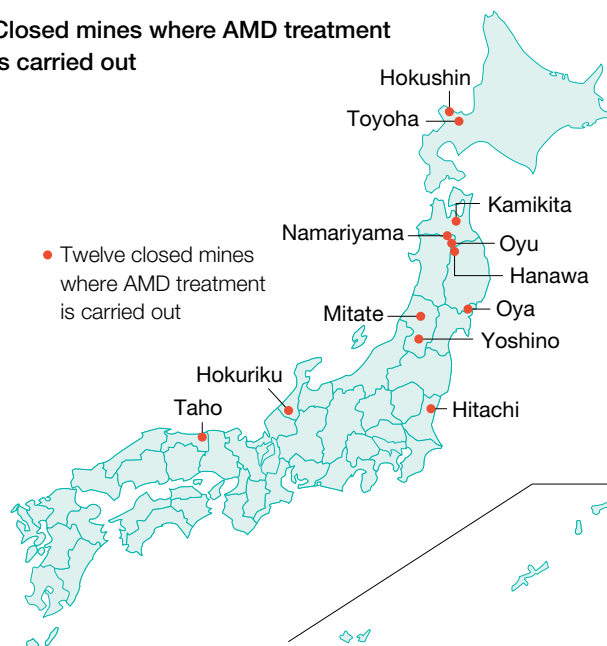 Closed mines where AMD treatment
is carried out
Hokushin
Toyoha
Kamikita
Namariyama
Oyu
Hanawa
Twelve closed mines
where AMD treatment
is carried out
Mitate
Oya
Yoshino
Hokuriku
Taho
Hitachi